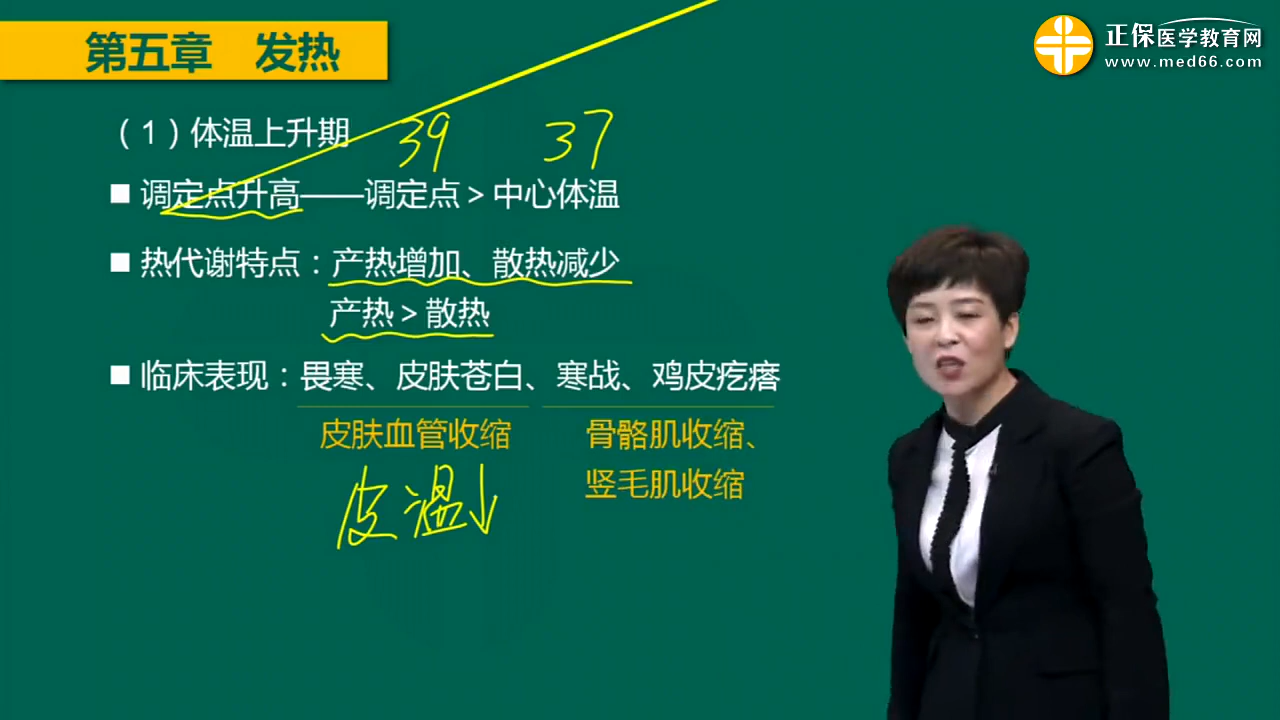 第五章 发热
正保医学教育网
www.med66.com
（1）体温上升期
39 37
■ 调定点升高——调定点＞中心体温
■ 热代谢特点：产热增加、散热减少
产热＞散热
■ 临床表现：畏寒、皮肤苍白、寒战、鸡皮疙瘩
皮肤血管收缩
骨骼肌收缩、
竖毛肌收缩
皮温↓